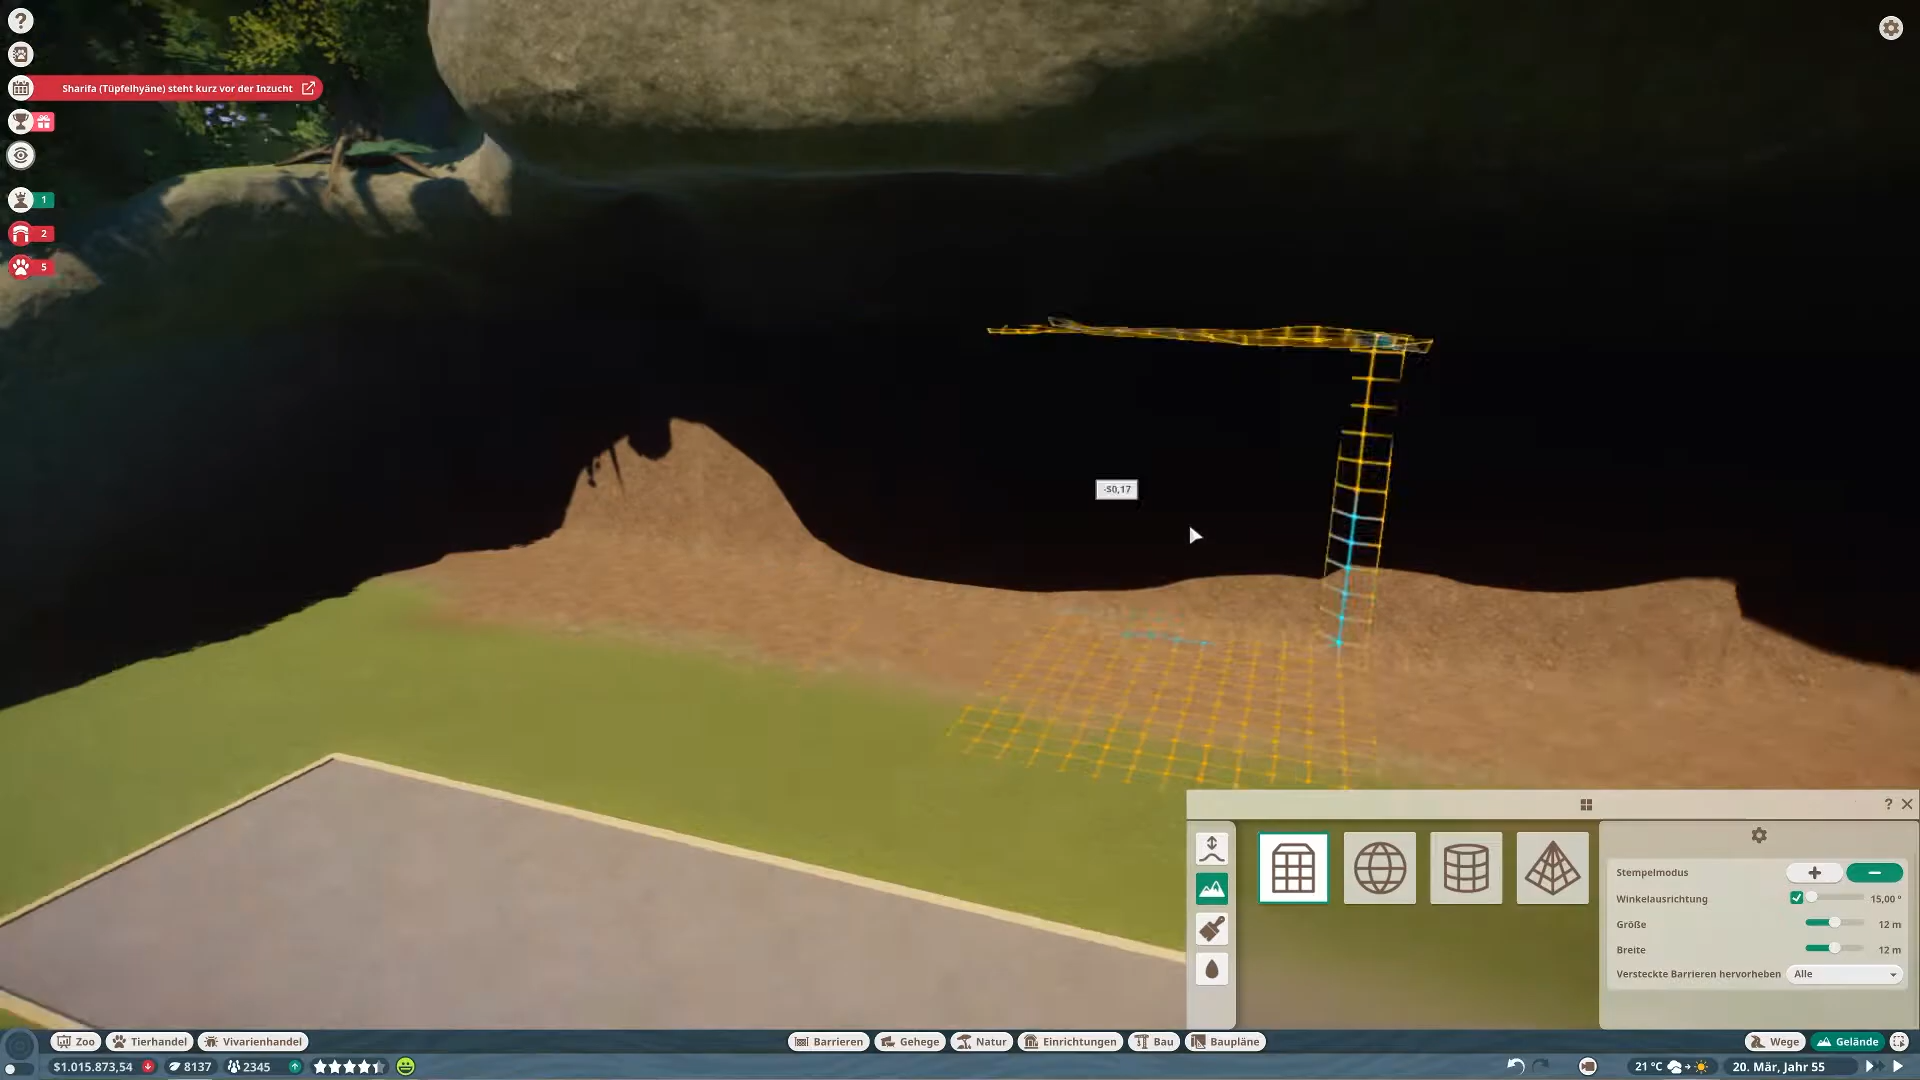 Sharifa (Tüpfelhyäne) steht kurz vor der Inzucht
1
2
5
-$0,17
?
Stempelmodus
Winkelausrichtung 15,00 °
Größe 12 m
Breite 12 m
Versteckte Barrieren hervorheben Alle
Zoo Tierhandel Vivarienhandel Barrieren Gehege Natur Einrichtungen Bau Baupläne Wege Gelände
$1.015.873,54 8137 2345 21 °C 20. Mär, Jahr 55